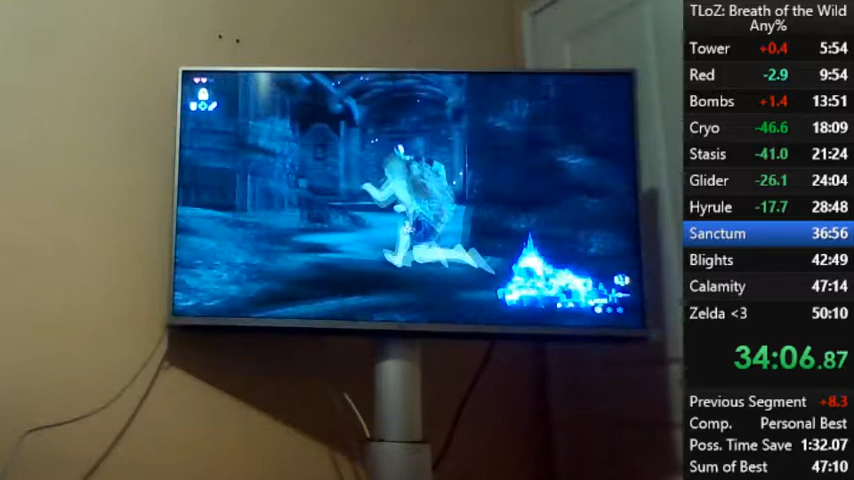 TLoZ: Breath of the Wild
Any%
Tower +0.4 5:54
Red -2.9 9:54
Bombs +1.4 13:51
Cryo -46.6 18:09
Stasis -41.0 21:24
Glider -26.1 24:04
Hyrule -17.7 28:48
Sanctum 36:56
Blights 42:49
Calamity 47:14
Zelda <3 50:10
34:06.87
Previous Segment +8.3
Comp. Personal Best
Poss. Time Save 1:32.07
Sum of Best 47:10